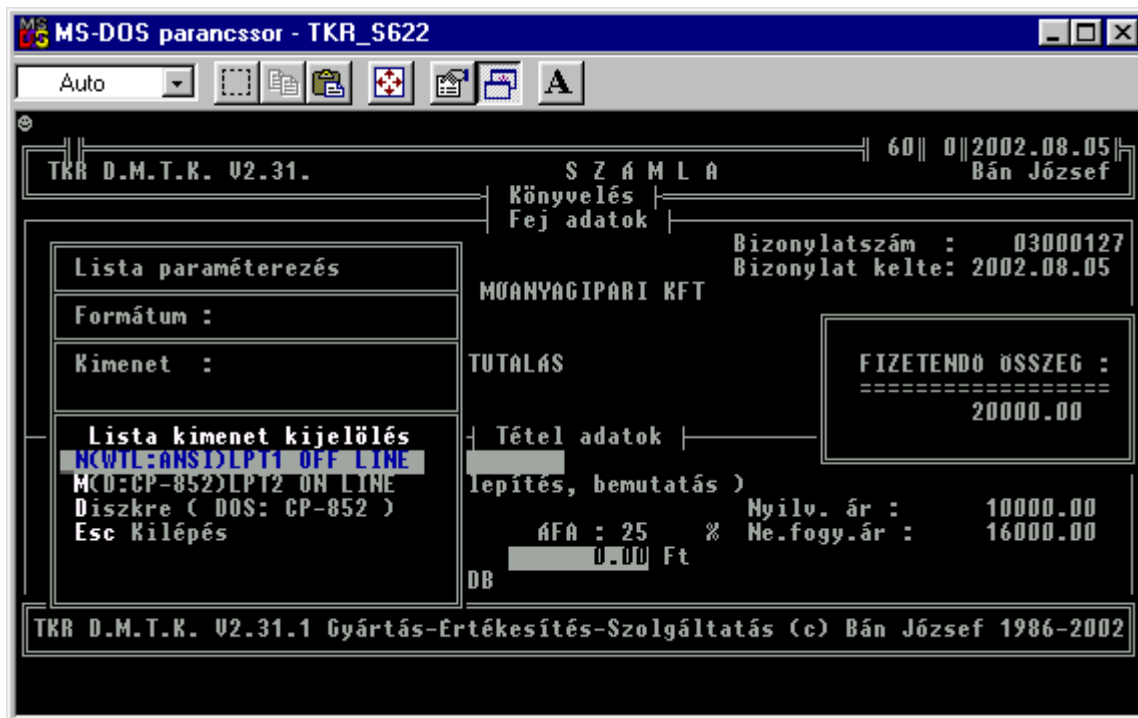 MS-DOS parancssor - TKR_S622
Auto
A
60 0 2002.08.05
TKR D.M.T.K. V2.31. S Z Á M L A Bán József
Könyvelés
Fej adatok
Bizonylatszám : 03000127
Lista paraméterezés Bizonylat kelte: 2002.08.05
MŰANYAGIPARI KFT
Formátum :
Kimenet : TUTALÁS FIZETENDŐ ÖSSZEG :
===================
20000.00
Lista kimenet kijelölés Tétel adatok
N(WTL:ANSI)LPT1 OFF LINE
M(D:CP-852)LPT2 ON LINE lepítés, bemutatás )
Diszkre ( DOS: CP-852 ) Nyilv. ár : 10000.00
Esc Kilépés ÁFA : 25 % Ne.fogy.ár : 16000.00
0.00 Ft
DB
TKR D.M.T.K. V2.31.1 Gyártás-Értékesítés-Szolgáltatás (c) Bán József 1986-2002